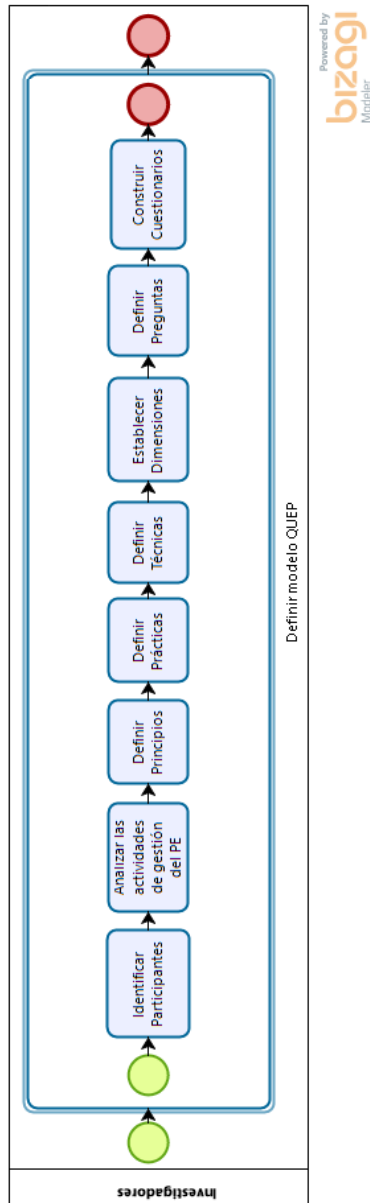 Investigadores
Identificar
Participantes
Analizar las
actividades
de gestión
del PE
Definir
Principios
Definir
Prácticas
Definir
Técnicas
Establecer
Dimensiones
Definir
Preguntas
Construir
Cuestionarios
Definir modelo QUEP
Powered by
bizagi
Modeler